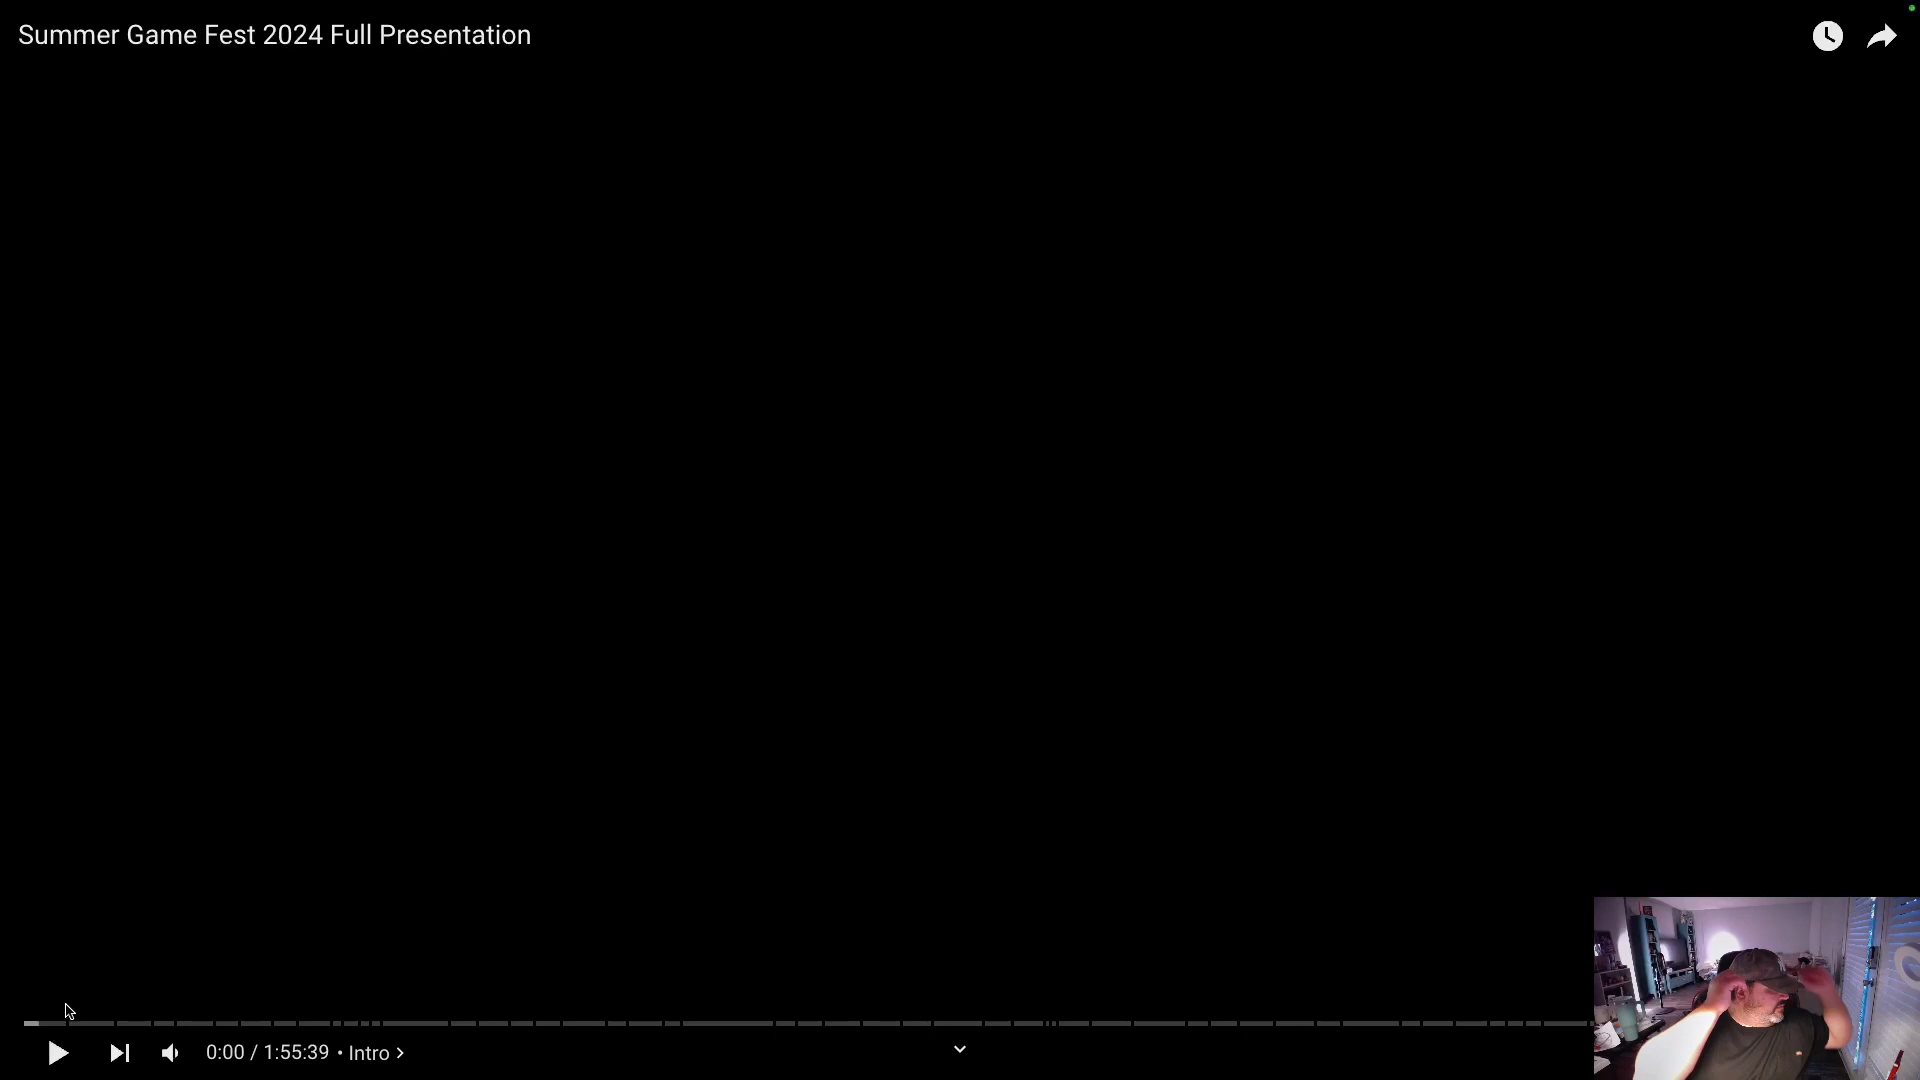 Summer Game Fest 2024 Full Presentation
0:00 / 1:55:39 • Intro